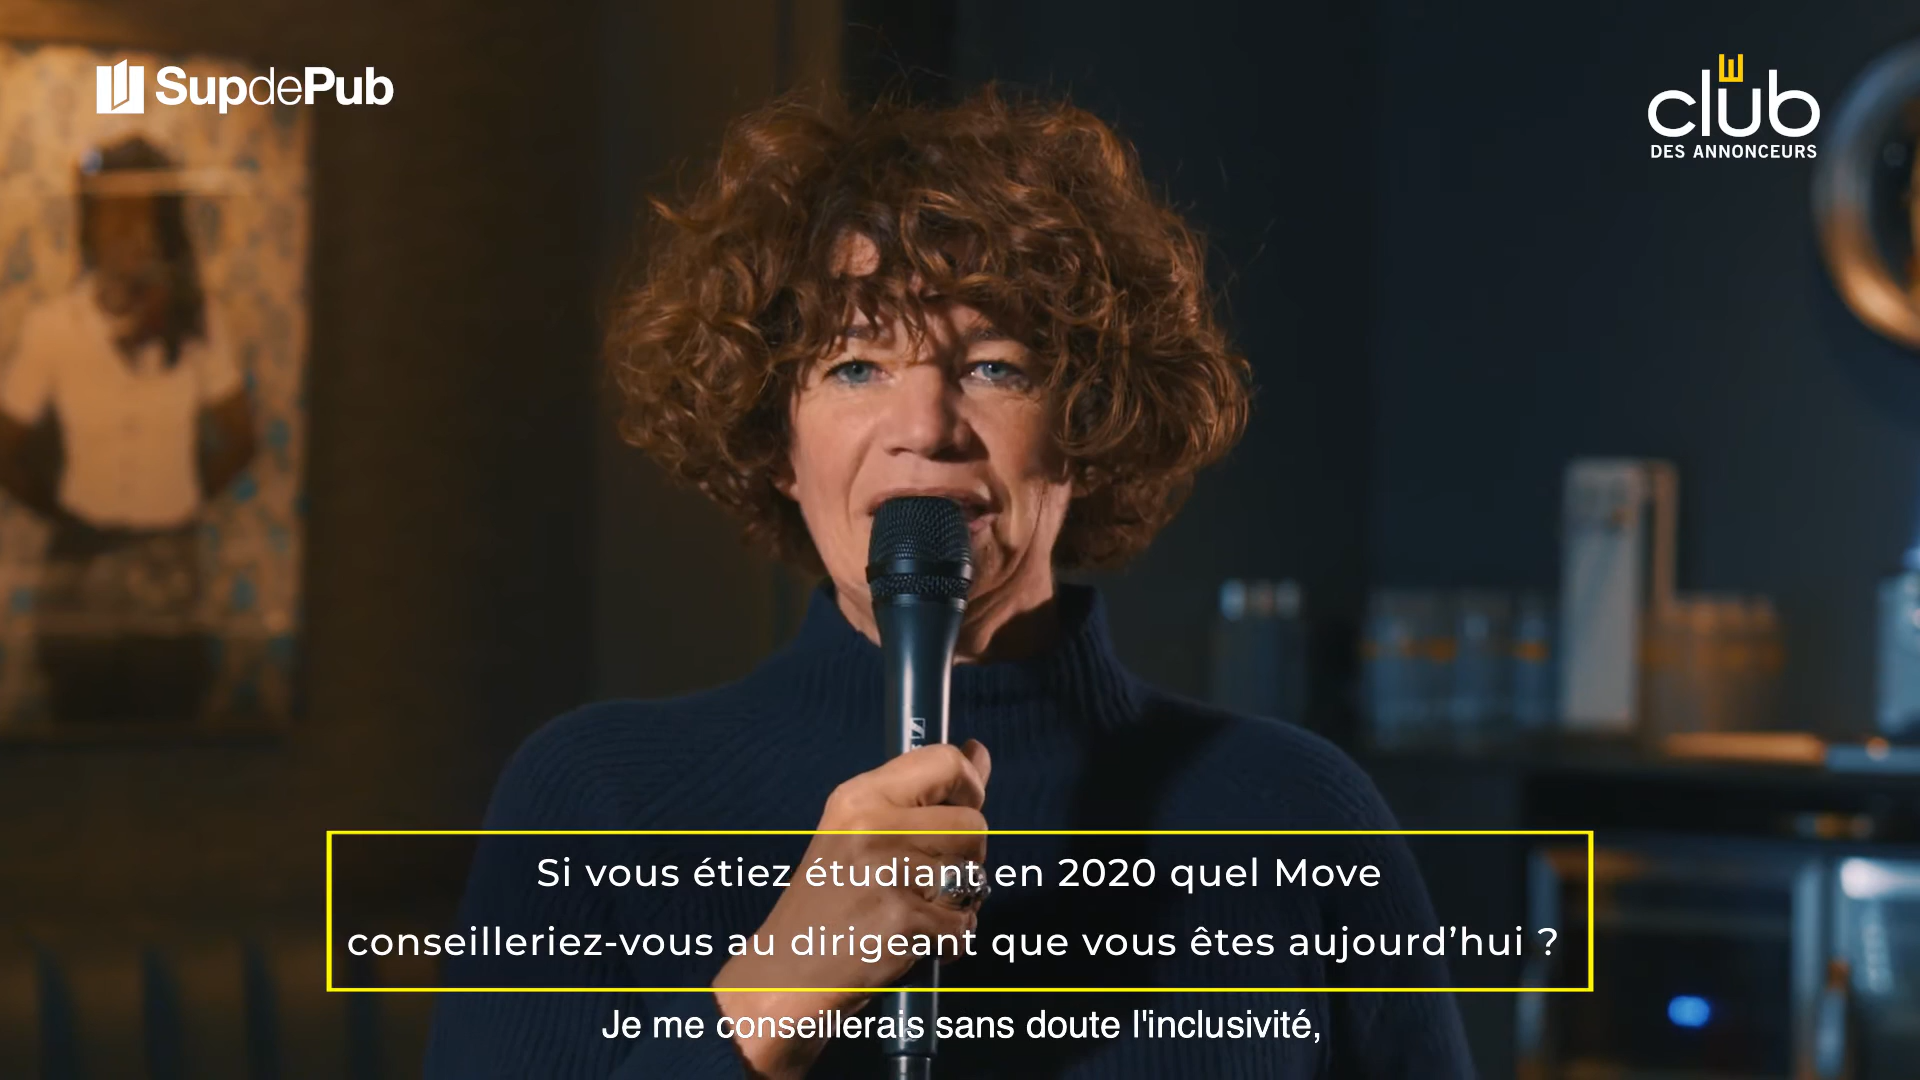 SupdePub
club
DES ANNONCEURS
Si vous étiez étudiant en 2020 quel Move
conseilleriez-vous au dirigeant que vous êtes aujourd’hui ?
Je me conseillerais sans doute l'inclusivité,